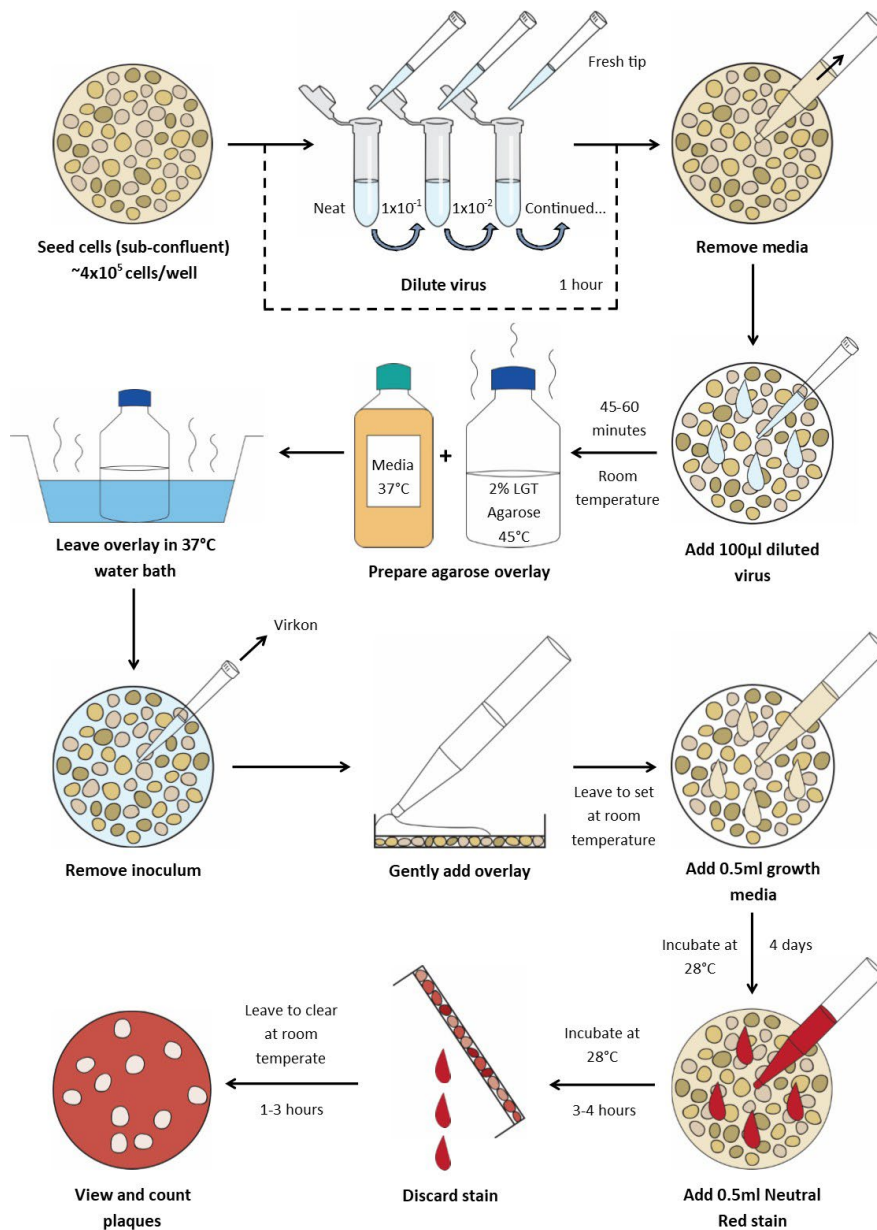 Fresh tip
Neat
1x10⁻¹
1x10⁻²
Continued...
Seed cells (sub-confluent)
~4x10⁵ cells/well
Dilute virus
1 hour
Remove media
45-60
minutes
Room
temperature
Add 100µl diluted
virus
Media
37°C
+
2% LGT
Agarose
45°C
Prepare agarose overlay
Leave overlay in 37°C
water bath
Virkon
Remove inoculum
Gently add overlay
Leave to set
at room
temperature
Add 0.5ml growth
media
Incubate at
28°C
4 days
Add 0.5ml Neutral
Red stain
Incubate at
28°C
3-4 hours
Discard stain
Leave to clear
at room
temperate
1-3 hours
View and count
plaques